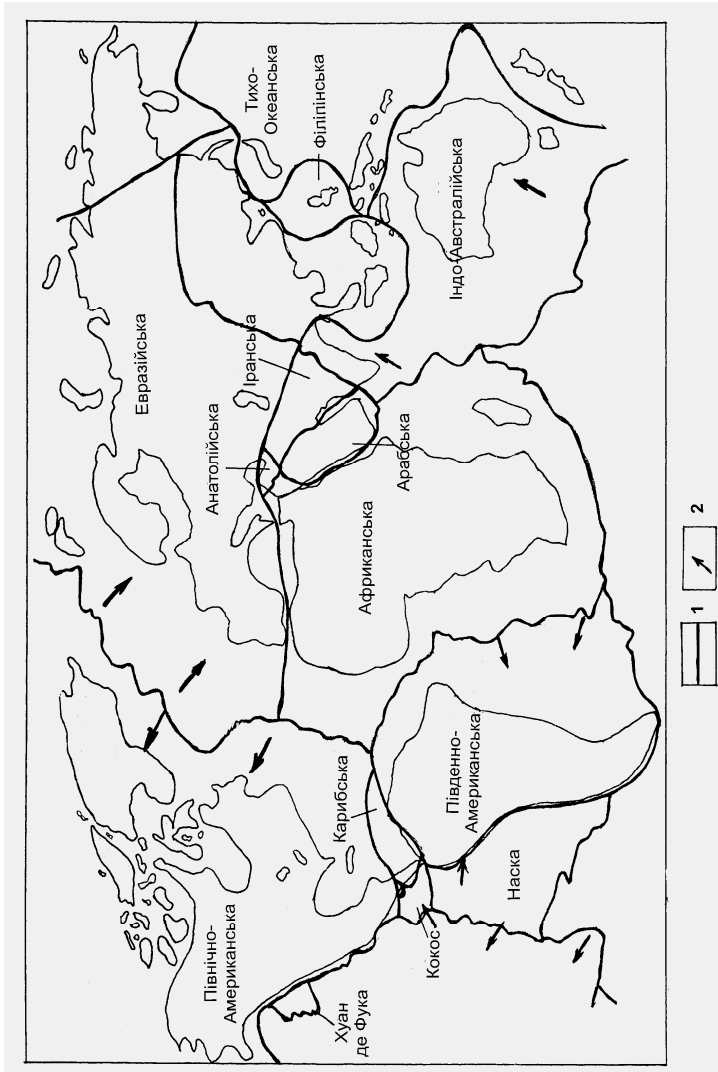 Північно-
Американська
Хуан
де Фука
Кокос
Наска
Карибська
Південно-
Американська
Африканська
Анатолійська
Арабська
Іранська
Евразійська
Індо-Австралійська
Тихо-
Океанська
Філіпінська
1
2